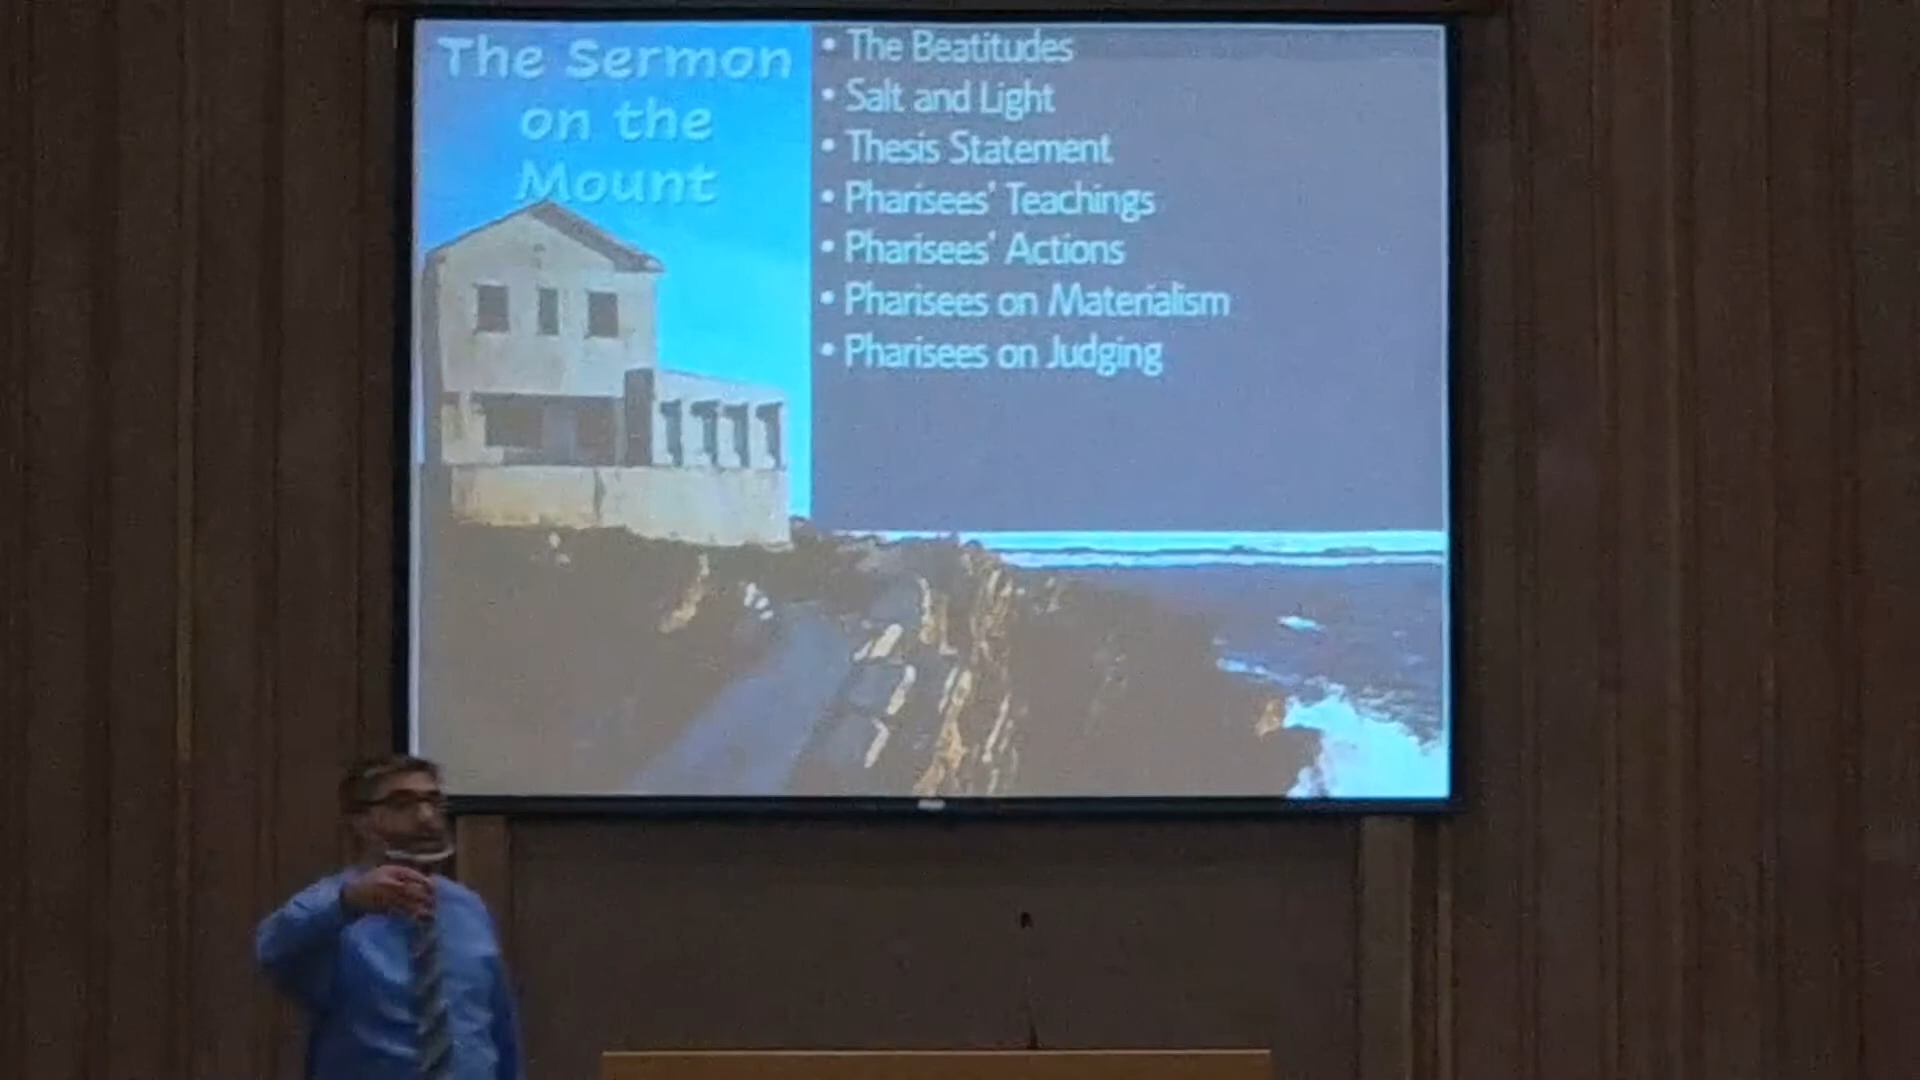 The Sermon
on the
Mount
• The Beatitudes
• Salt and Light
• Thesis Statement
• Pharisees' Teachings
• Pharisees' Actions
• Pharisees on Materialism
• Pharisees on Judging